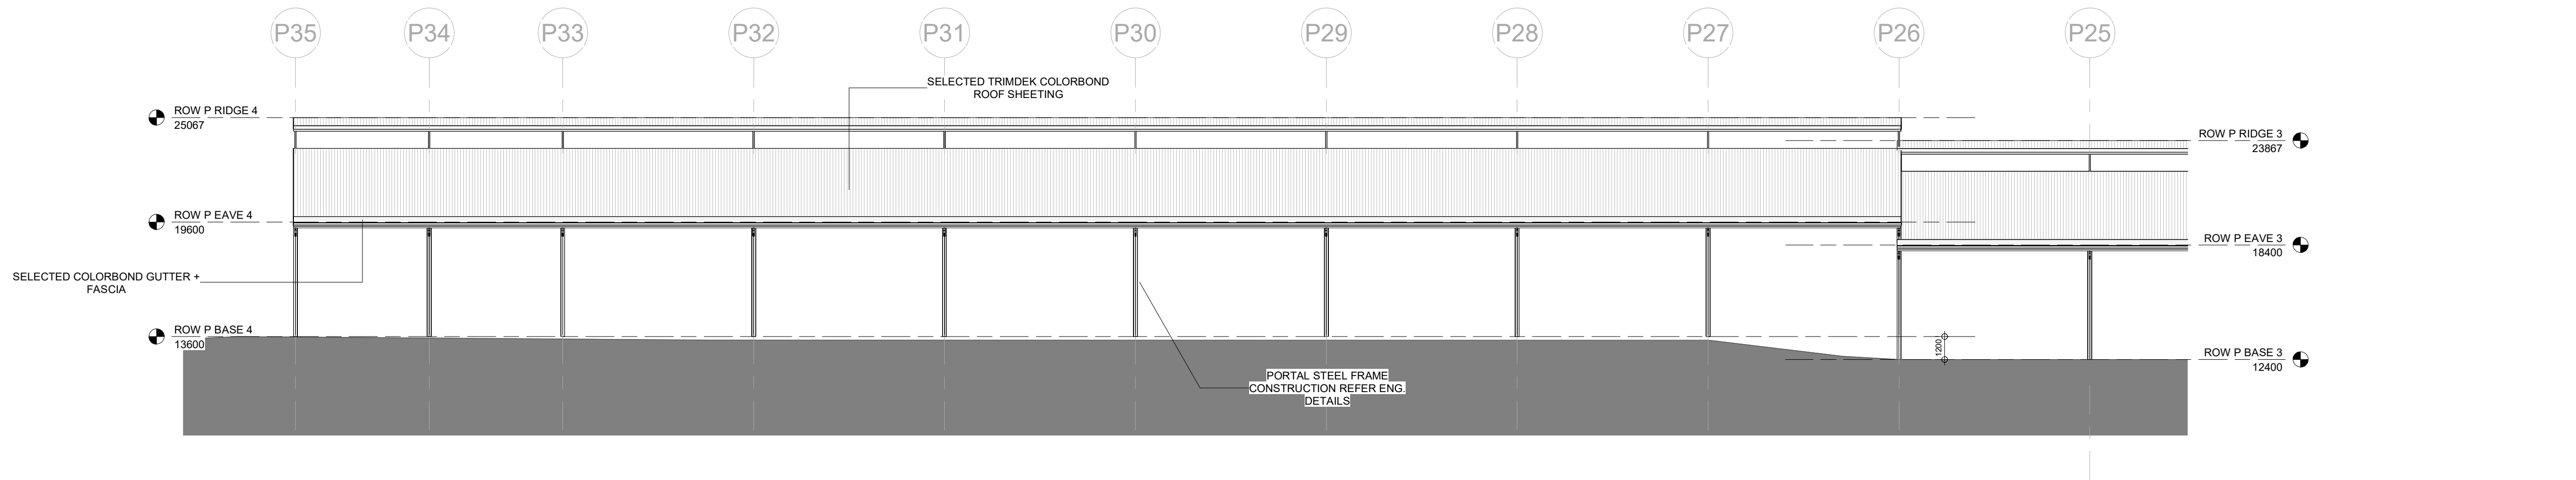 P35 P34 P33 P32 P31 P30 P29 P28 P27 P26 P25
SELECTED TRIMDEK COLORBOND
ROOF SHEETING
ROW P RIDGE 4
25067
ROW P RIDGE 3
23867
ROW P EAVE 4
19600
ROW P EAVE 3
18400
SELECTED COLORBOND GUTTER +
FASCIA
ROW P BASE 4
13600
1200
ROW P BASE 3
12400
PORTAL STEEL FRAME
CONSTRUCTION REFER ENG.
DETAILS